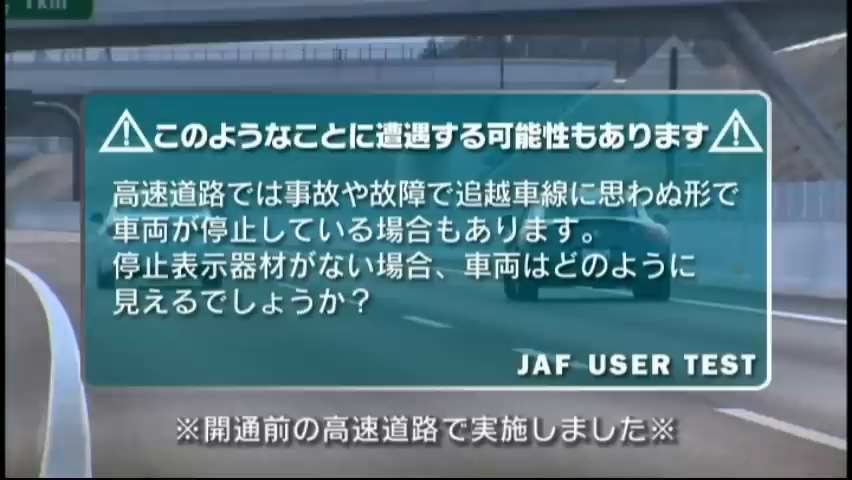 1km
⚠このようなことに遭遇する可能性もあります⚠
高速道路では事故や故障で追越車線に思わぬ形で
車両が停止している場合もあります。
停止表示器材がない場合、車両はどのように
見えるでしょうか？
JAF USER TEST
※開通前の高速道路で実施しました※